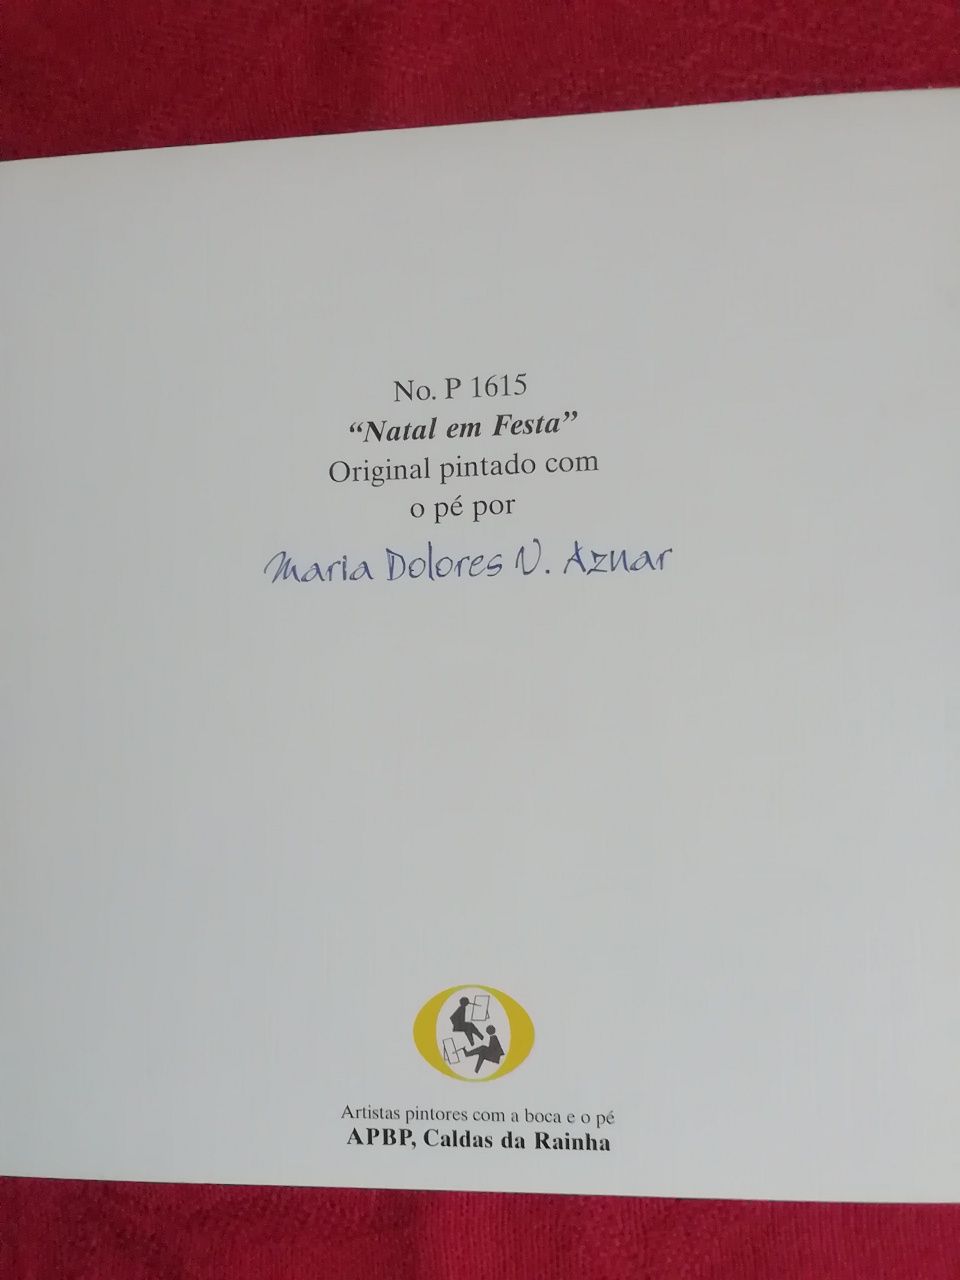 No. P 1615
“Natal em Festa”
Original pintado com
o pé por
Maria Dolores V. Aznar
Artistas pintores com a boca e o pé
APBP, Caldas da Rainha